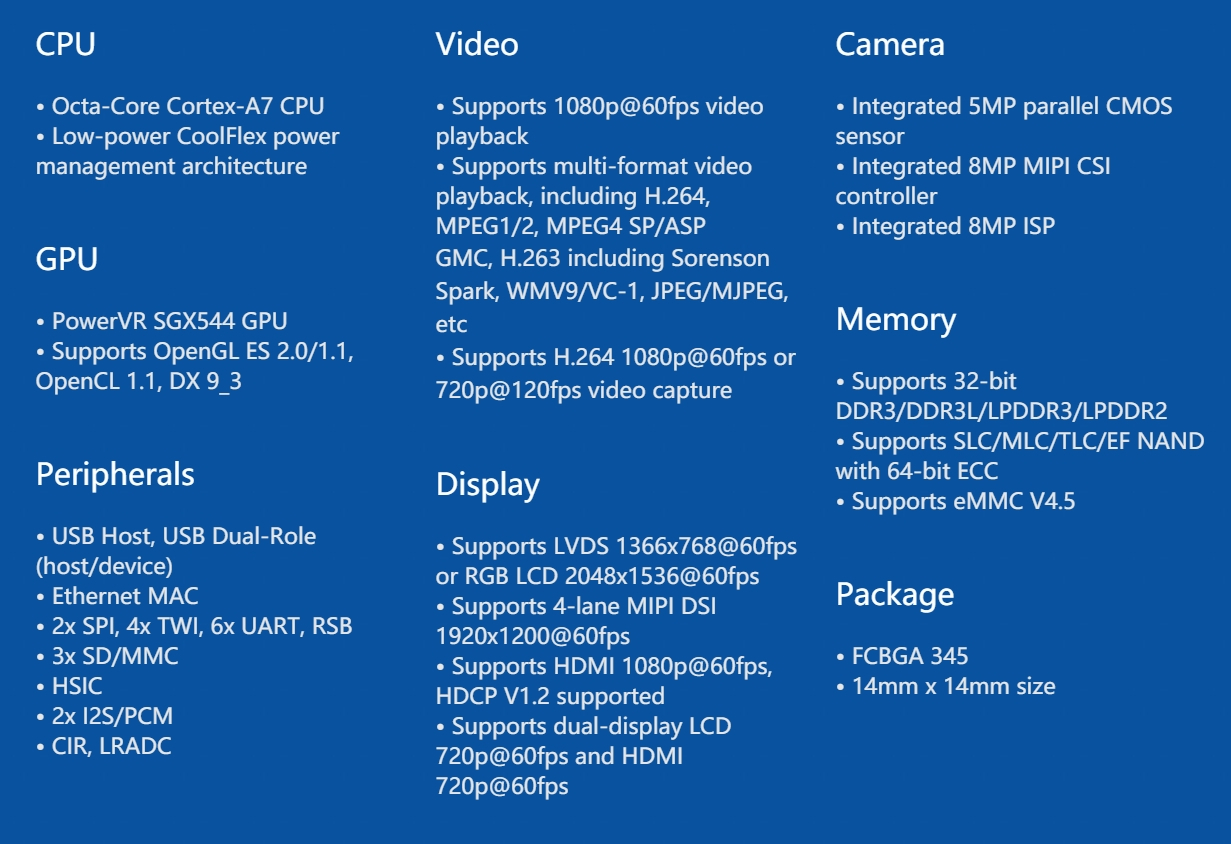 CPU
• Octa-Core Cortex-A7 CPU
• Low-power CoolFlex power
management architecture
GPU
• PowerVR SGX544 GPU
• Supports OpenGL ES 2.0/1.1,
OpenCL 1.1, DX 9_3
Peripherals
• USB Host, USB Dual-Role
(host/device)
• Ethernet MAC
• 2x SPI, 4x TWI, 6x UART, RSB
• 3x SD/MMC
• HSIC
• 2x I2S/PCM
• CIR, LRADC
Video
• Supports 1080p@60fps video
playback
• Supports multi-format video
playback, including H.264,
MPEG1/2, MPEG4 SP/ASP
GMC, H.263 including Sorenson
Spark, WMV9/VC-1, JPEG/MJPEG,
etc
• Supports H.264 1080p@60fps or
720p@120fps video capture
Display
• Supports LVDS 1366x768@60fps
or RGB LCD 2048x1536@60fps
• Supports 4-lane MIPI DSI
1920x1200@60fps
• Supports HDMI 1080p@60fps,
HDCP V1.2 supported
• Supports dual-display LCD
720p@60fps and HDMI
720p@60fps
Camera
• Integrated 5MP parallel CMOS
sensor
• Integrated 8MP MIPI CSI
controller
• Integrated 8MP ISP
Memory
• Supports 32-bit
DDR3/DDR3L/LPDDR3/LPDDR2
• Supports SLC/MLC/TLC/EF NAND
with 64-bit ECC
• Supports eMMC V4.5
Package
• FCBGA 345
• 14mm x 14mm size